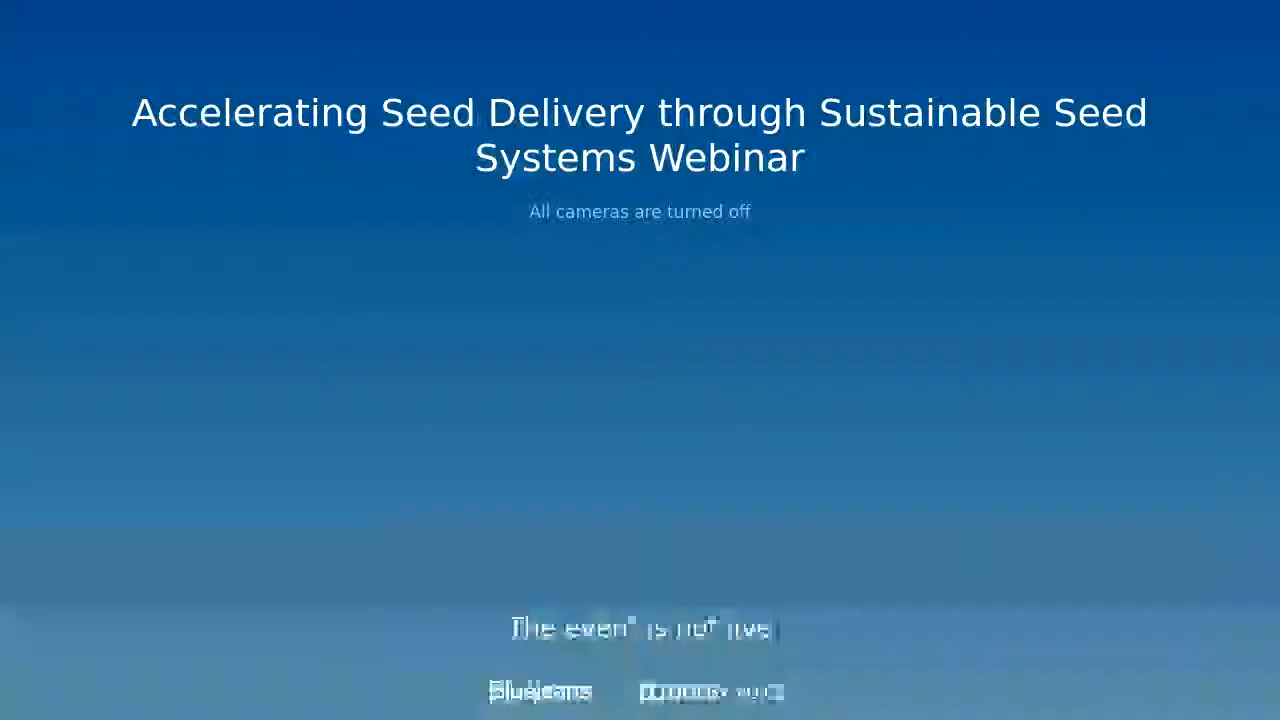 Accelerating Seed Delivery through Sustainable Seed
Systems Webinar
All cameras are turned off
The event is not live
BlueJeans